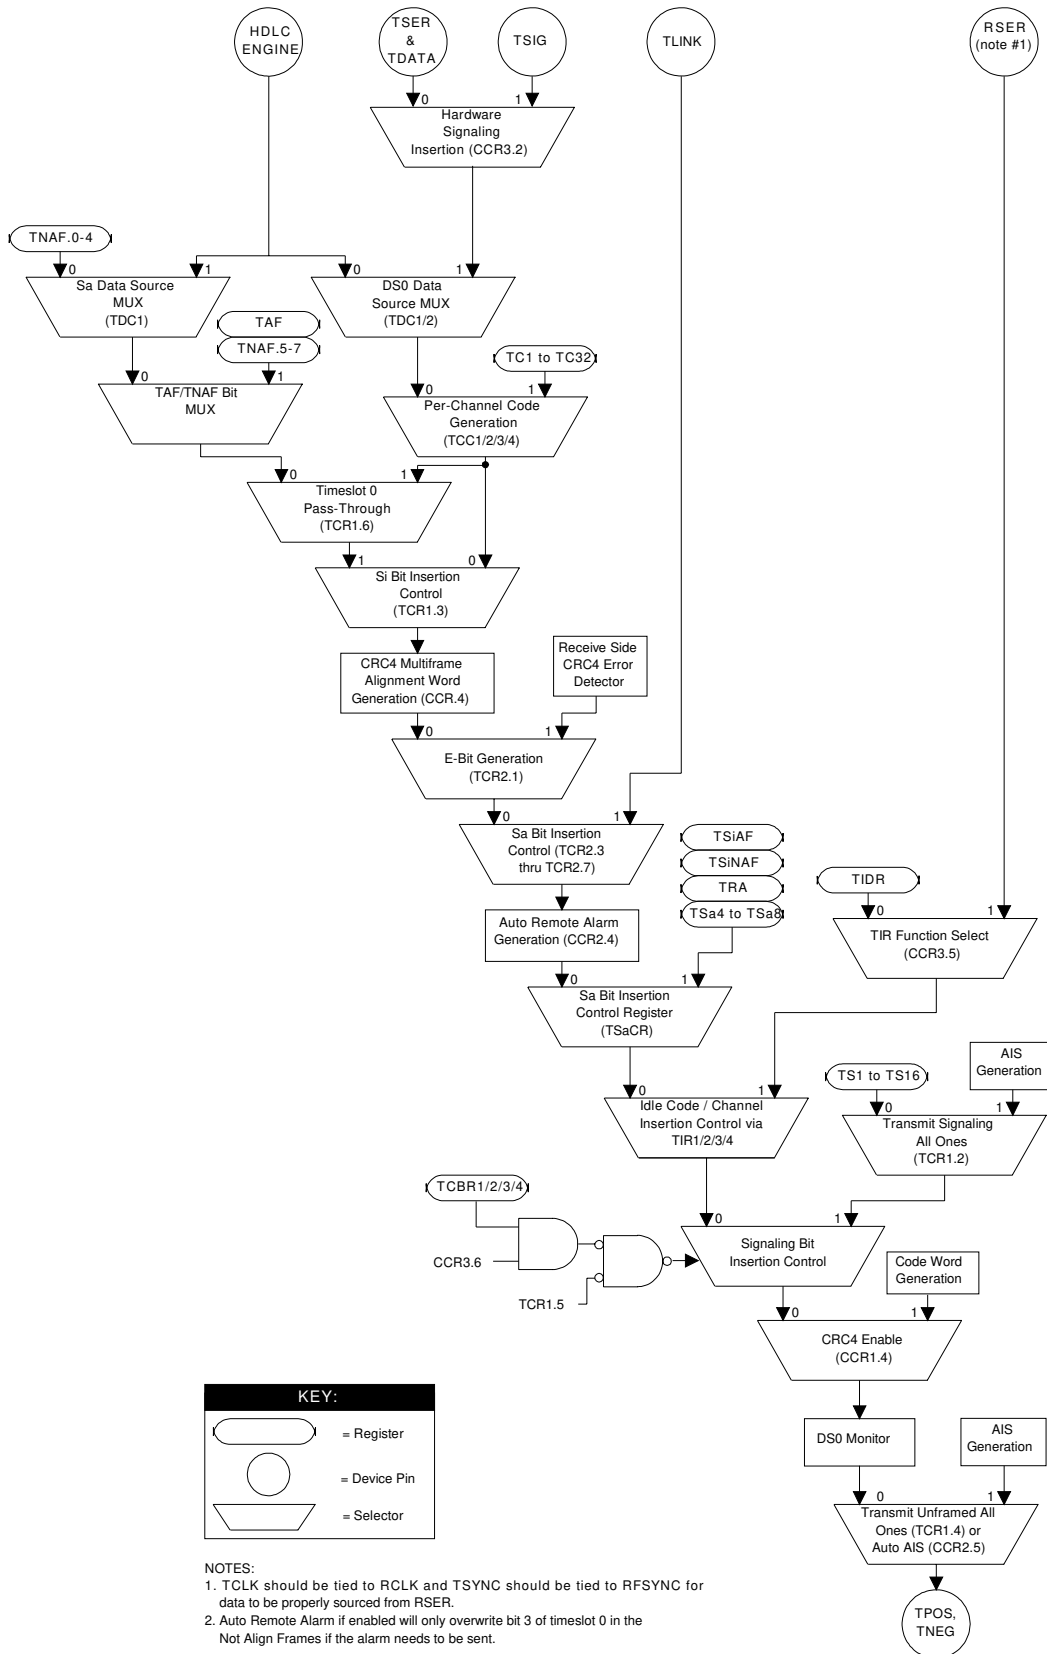 HDLC
ENGINE
TSER
&
TDATA
TSIG
TLINK
RSER
(note #1)
0
1
Hardware
Signaling
Insertion (CCR3.2)
TNAF.0-4
0
1
Sa Data Source
MUX
(TDC1)
0
1
DS0 Data
Source MUX
(TDC1/2)
TAF
TNAF.5-7
0
1
TAF/TNAF Bit
MUX
TC1 to TC32
0
1
Per-Channel Code
Generation
(TCC1/2/3/4)
0
1
Timeslot 0
Pass-Through
(TCR1.6)
1
0
Si Bit Insertion
Control
(TCR1.3)
CRC4 Multiframe
Alignment Word
Generation (CCR.4)
Receive Side
CRC4 Error
Detector
0
1
E-Bit Generation
(TCR2.1)
0
1
Sa Bit Insertion
Control (TCR2.3
thru TCR2.7)
TSiAF
TSiNAF
TRA
TSa4 to TSa8
Auto Remote Alarm
Generation (CCR2.4)
TIDR
0
1
TIR Function Select
(CCR3.5)
0
1
Sa Bit Insertion
Control Register
(TSaCR)
0
1
Idle Code / Channel
Insertion Control via
TIR1/2/3/4
TS1 to TS16
AIS
Generation
0
1
Transmit Signaling
All Ones
(TCR1.2)
TCBR1/2/3/4
CCR3.6
TCR1.5
0
1
Signaling Bit
Insertion Control
Code Word
Generation
0
1
CRC4 Enable
(CCR1.4)
DS0 Monitor
AIS
Generation
0
1
Transmit Unframed All
Ones (TCR1.4) or
Auto AIS (CCR2.5)
TPOS,
TNEG
KEY:
= Register
= Device Pin
= Selector
NOTES:
1. TCLK should be tied to RCLK and TSYNC should be tied to RFSYNC for
data to be properly sourced from RSER.
2. Auto Remote Alarm if enabled will only overwrite bit 3 of timeslot 0 in the
Not Align Frames if the alarm needs to be sent.